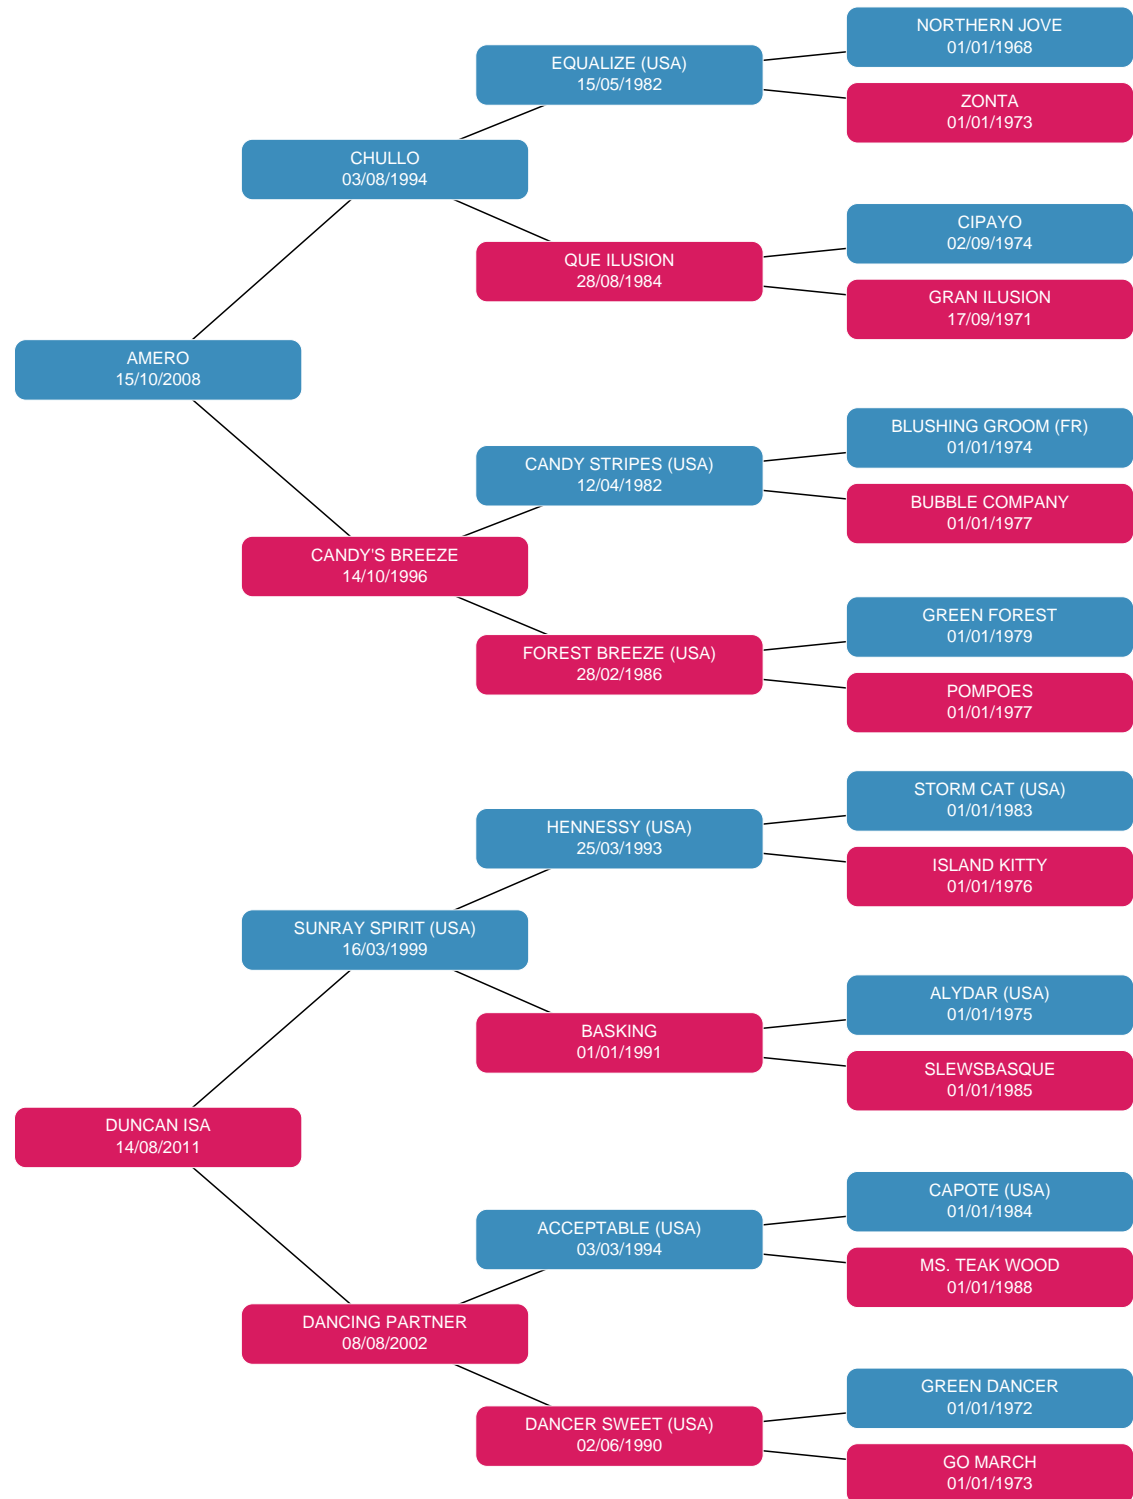 NORTHERN JOVE
01/01/1968
EQUALIZE (USA)
15/05/1982
ZONTA
01/01/1973
CHULLO
03/08/1994
CIPAYO
02/09/1974
QUE ILUSION
28/08/1984
GRAN ILUSION
17/09/1971
AMERO
15/10/2008
BLUSHING GROOM (FR)
01/01/1974
CANDY STRIPES (USA)
12/04/1982
BUBBLE COMPANY
01/01/1977
CANDY'S BREEZE
14/10/1996
GREEN FOREST
01/01/1979
FOREST BREEZE (USA)
28/02/1986
POMPOES
01/01/1977
STORM CAT (USA)
01/01/1983
HENNESSY (USA)
25/03/1993
ISLAND KITTY
01/01/1976
SUNRAY SPIRIT (USA)
16/03/1999
ALYDAR (USA)
01/01/1975
BASKING
01/01/1991
SLEWSBASQUE
01/01/1985
DUNCAN ISA
14/08/2011
CAPOTE (USA)
01/01/1984
ACCEPTABLE (USA)
03/03/1994
MS. TEAK WOOD
01/01/1988
DANCING PARTNER
08/08/2002
GREEN DANCER
01/01/1972
DANCER SWEET (USA)
02/06/1990
GO MARCH
01/01/1973